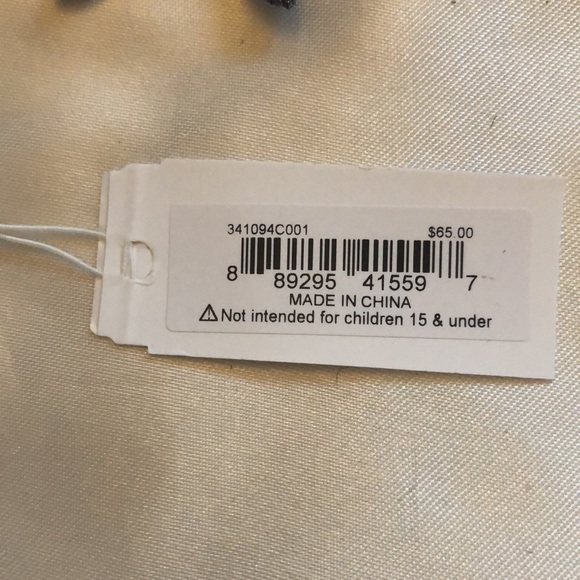 341094C001 $65.00
8 89295 41559 7
MADE IN CHINA
⚠ Not intended for children 15 & under